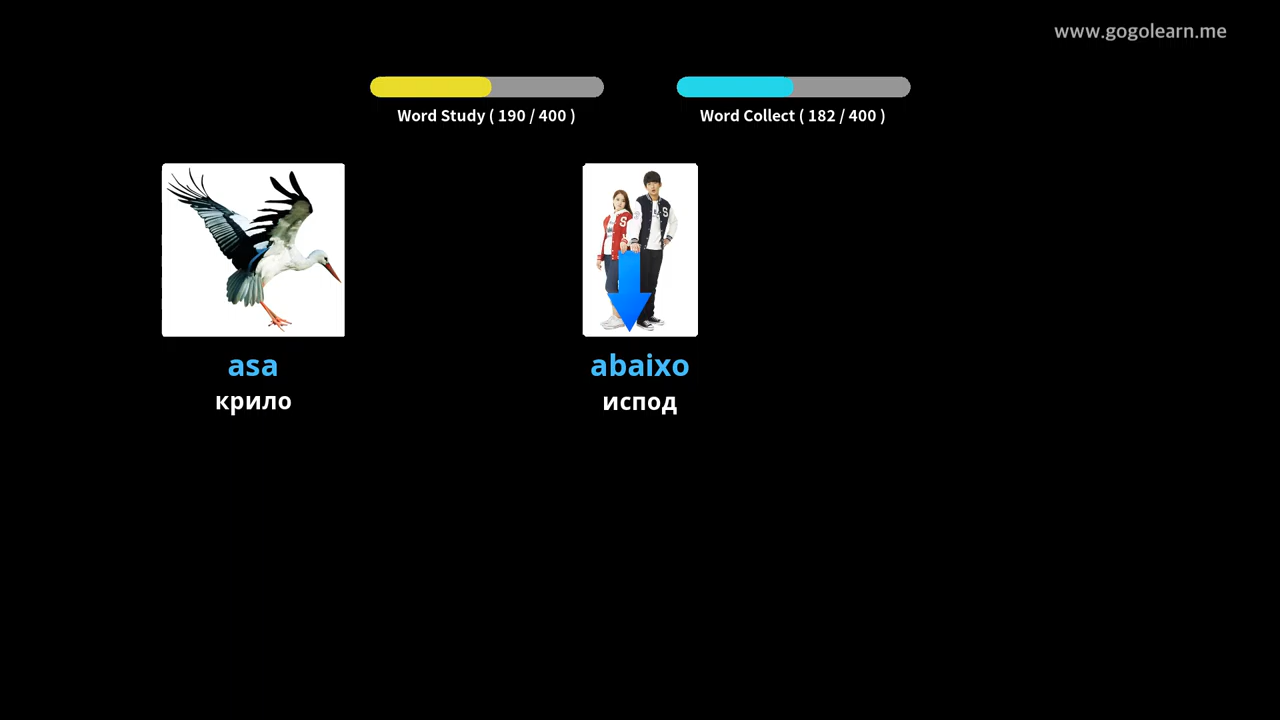 www.gogolearn.me
Word Study ( 190 / 400 )
Word Collect ( 182 / 400 )
S
S
asa
крило
abaixo
испод